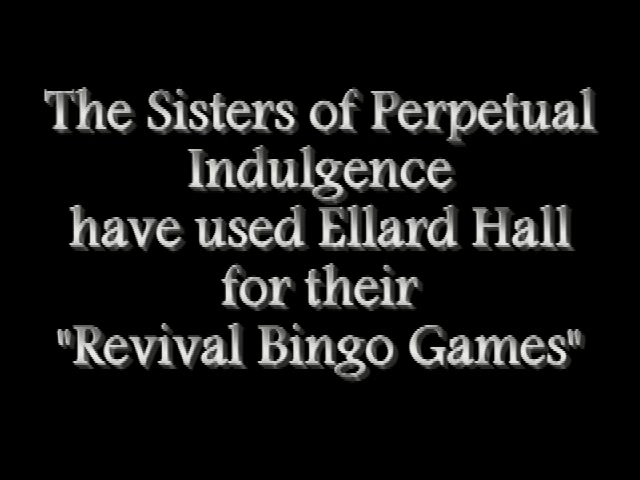 The Sisters of Perpetual
Indulgence
have used Ellard Hall
for their
"Revival Bingo Games"